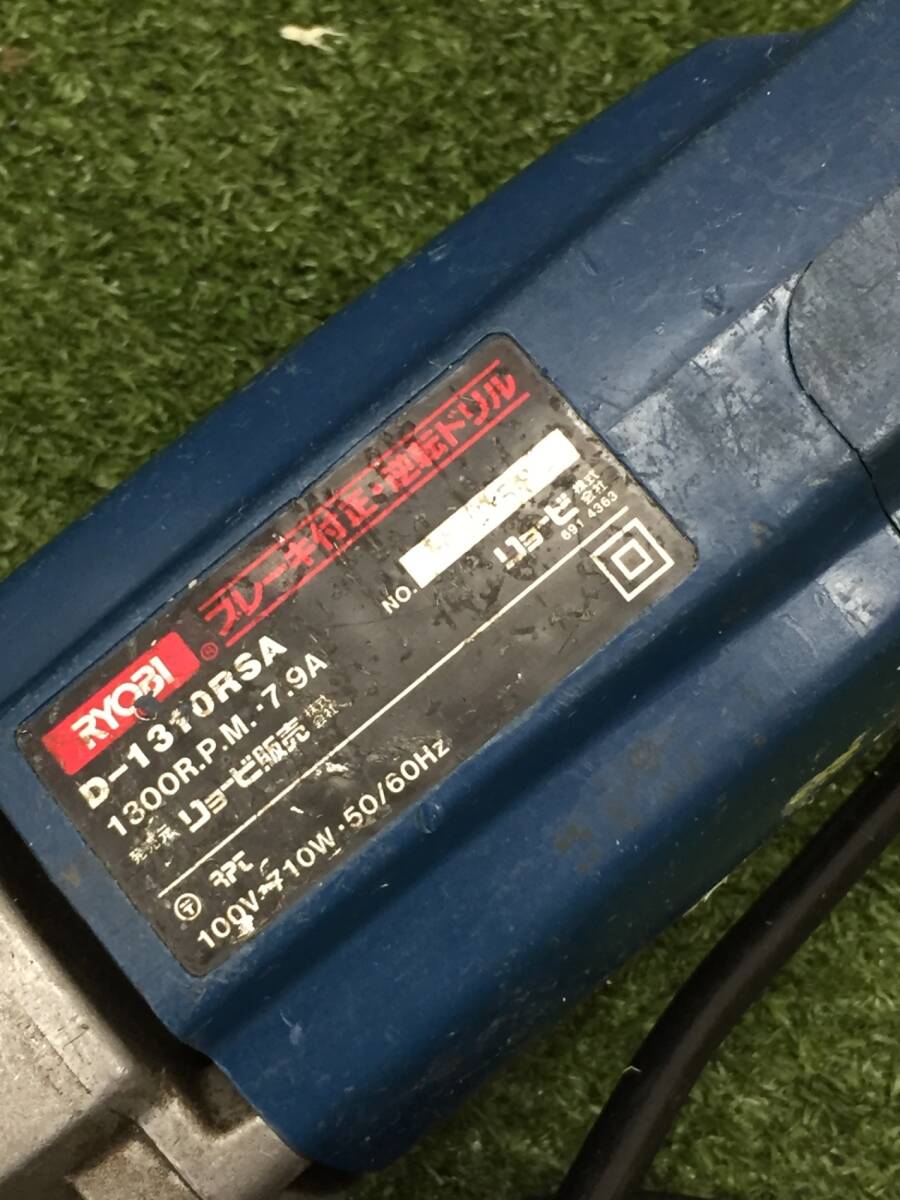 RYOBI ® ブレーキ付正・逆転ドリル
D-1310RSA
1300R.P.M.・7.9A
NO.
発売元 リョービ販売 株式会社
リョービ 株式会社
691 4363
〒
100V〜710W・50/60Hz